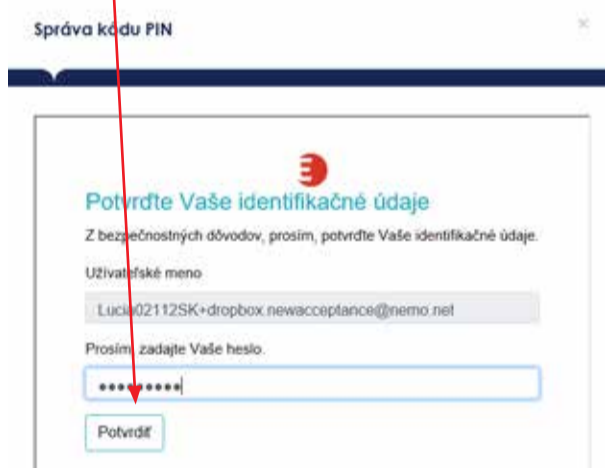 Správa kódu PIN
×
Potvrďte Vaše identifikačné údaje
Z bezpečnostných dôvodov, prosím, potvrďte Vaše identifikačné údaje.
Užívateľské meno
Lucia02112SK+dropbox.newacceptance@nemo.net
Prosím, zadajte Vaše heslo.
•••••••••
Potvrdiť